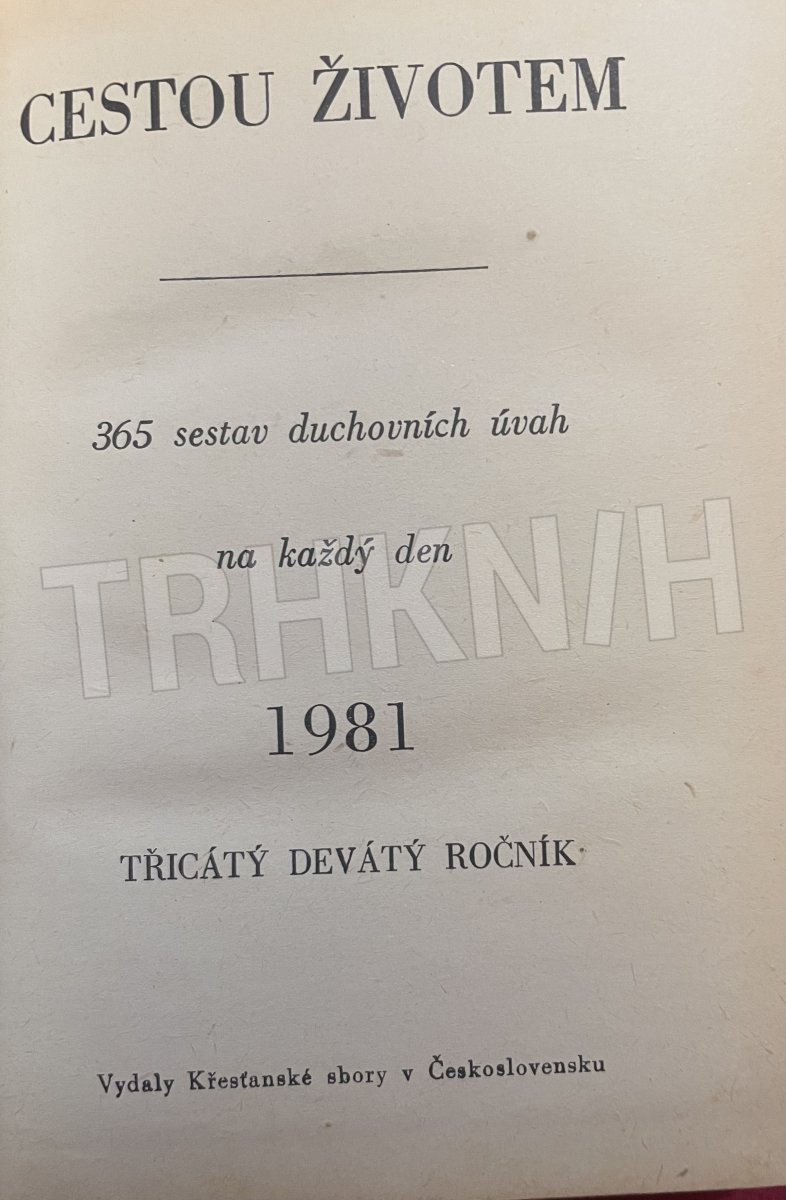 CESTOU ŽIVOTEM
365 sestav duchovních úvah
na každý den
TRHKNIH
1981
TŘICÁTÝ DEVÁTÝ ROČNÍK
Vydaly Křesťanské sbory v Československu